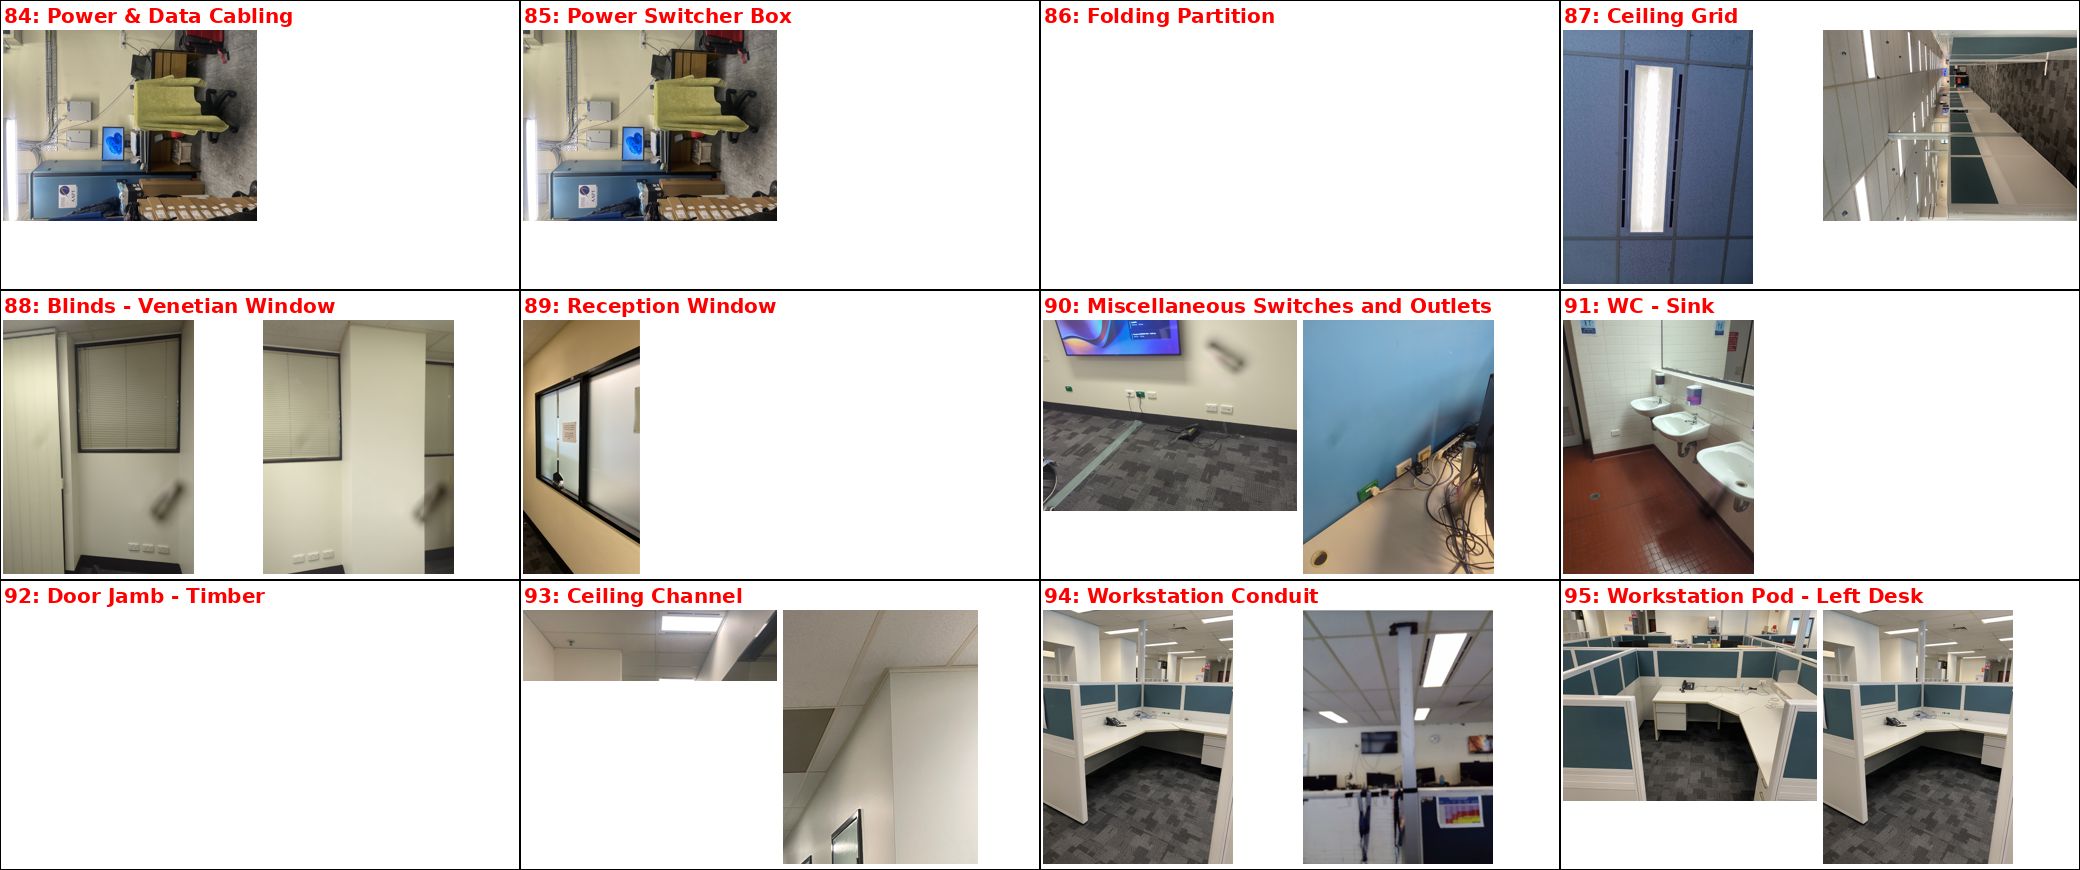 84: Power & Data Cabling
85: Power Switcher Box
86: Folding Partition
87: Ceiling Grid
88: Blinds - Venetian Window
89: Reception Window
90: Miscellaneous Switches and Outlets
91: WC - Sink
92: Door Jamb - Timber
93: Ceiling Channel
94: Workstation Conduit
95: Workstation Pod - Left Desk